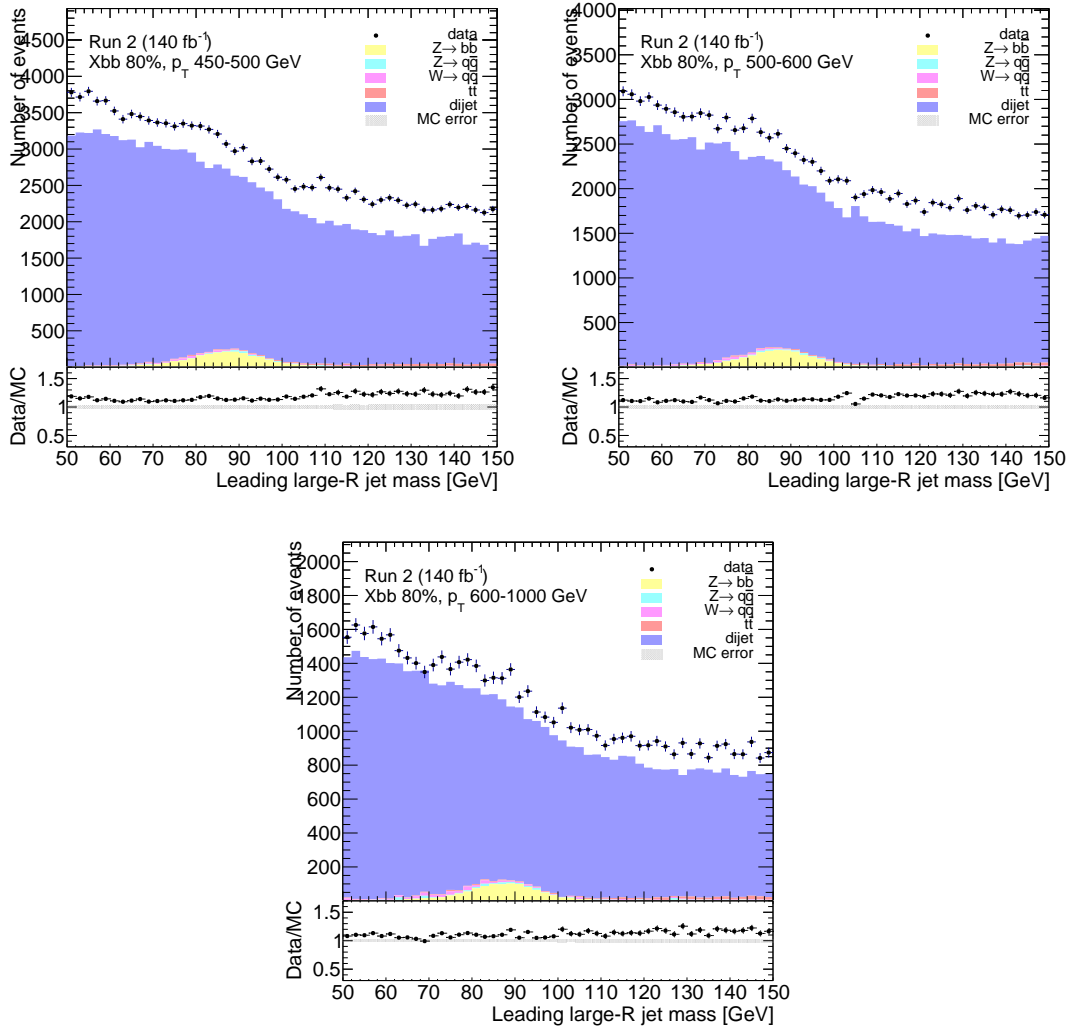 Number of events
4500
4000
3500
3000
2500
2000
1500
1000
500
Run 2 (140 fb⁻¹)
Xbb 80%, p_T 450-500 GeV
data
Z→ bb̄
Z→ qq̄
W→ qq̄
tt̄
dijet
MC error
Data/MC
1.5
1
0.5
50 60 70 80 90 100 110 120 130 140 150
Leading large-R jet mass [GeV]
Number of events
4000
3500
3000
2500
2000
1500
1000
500
Run 2 (140 fb⁻¹)
Xbb 80%, p_T 500-600 GeV
data
Z→ bb̄
Z→ qq̄
W→ qq̄
tt̄
dijet
MC error
Data/MC
1.5
1
0.5
50 60 70 80 90 100 110 120 130 140 150
Leading large-R jet mass [GeV]
Number of events
2000
1800
1600
1400
1200
1000
800
600
400
200
Run 2 (140 fb⁻¹)
Xbb 80%, p_T 600-1000 GeV
data
Z→ bb̄
Z→ qq̄
W→ qq̄
tt̄
dijet
MC error
Data/MC
1.5
1
0.5
50 60 70 80 90 100 110 120 130 140 150
Leading large-R jet mass [GeV]